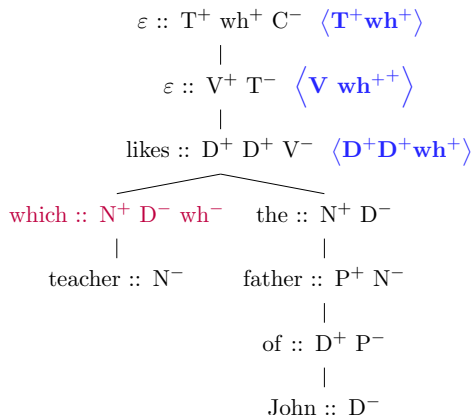 ε :: T⁺ wh⁺ C⁻ ⟨T⁺wh⁺⟩
ε :: V⁺ T⁻ ⟨V wh⁺⁺⟩
likes :: D⁺ D⁺ V⁻ ⟨D⁺D⁺wh⁺⟩
which :: N⁺ D⁻ wh⁻ the :: N⁺ D⁻
teacher :: N⁻ father :: P⁺ N⁻
of :: D⁺ P⁻
John :: D⁻